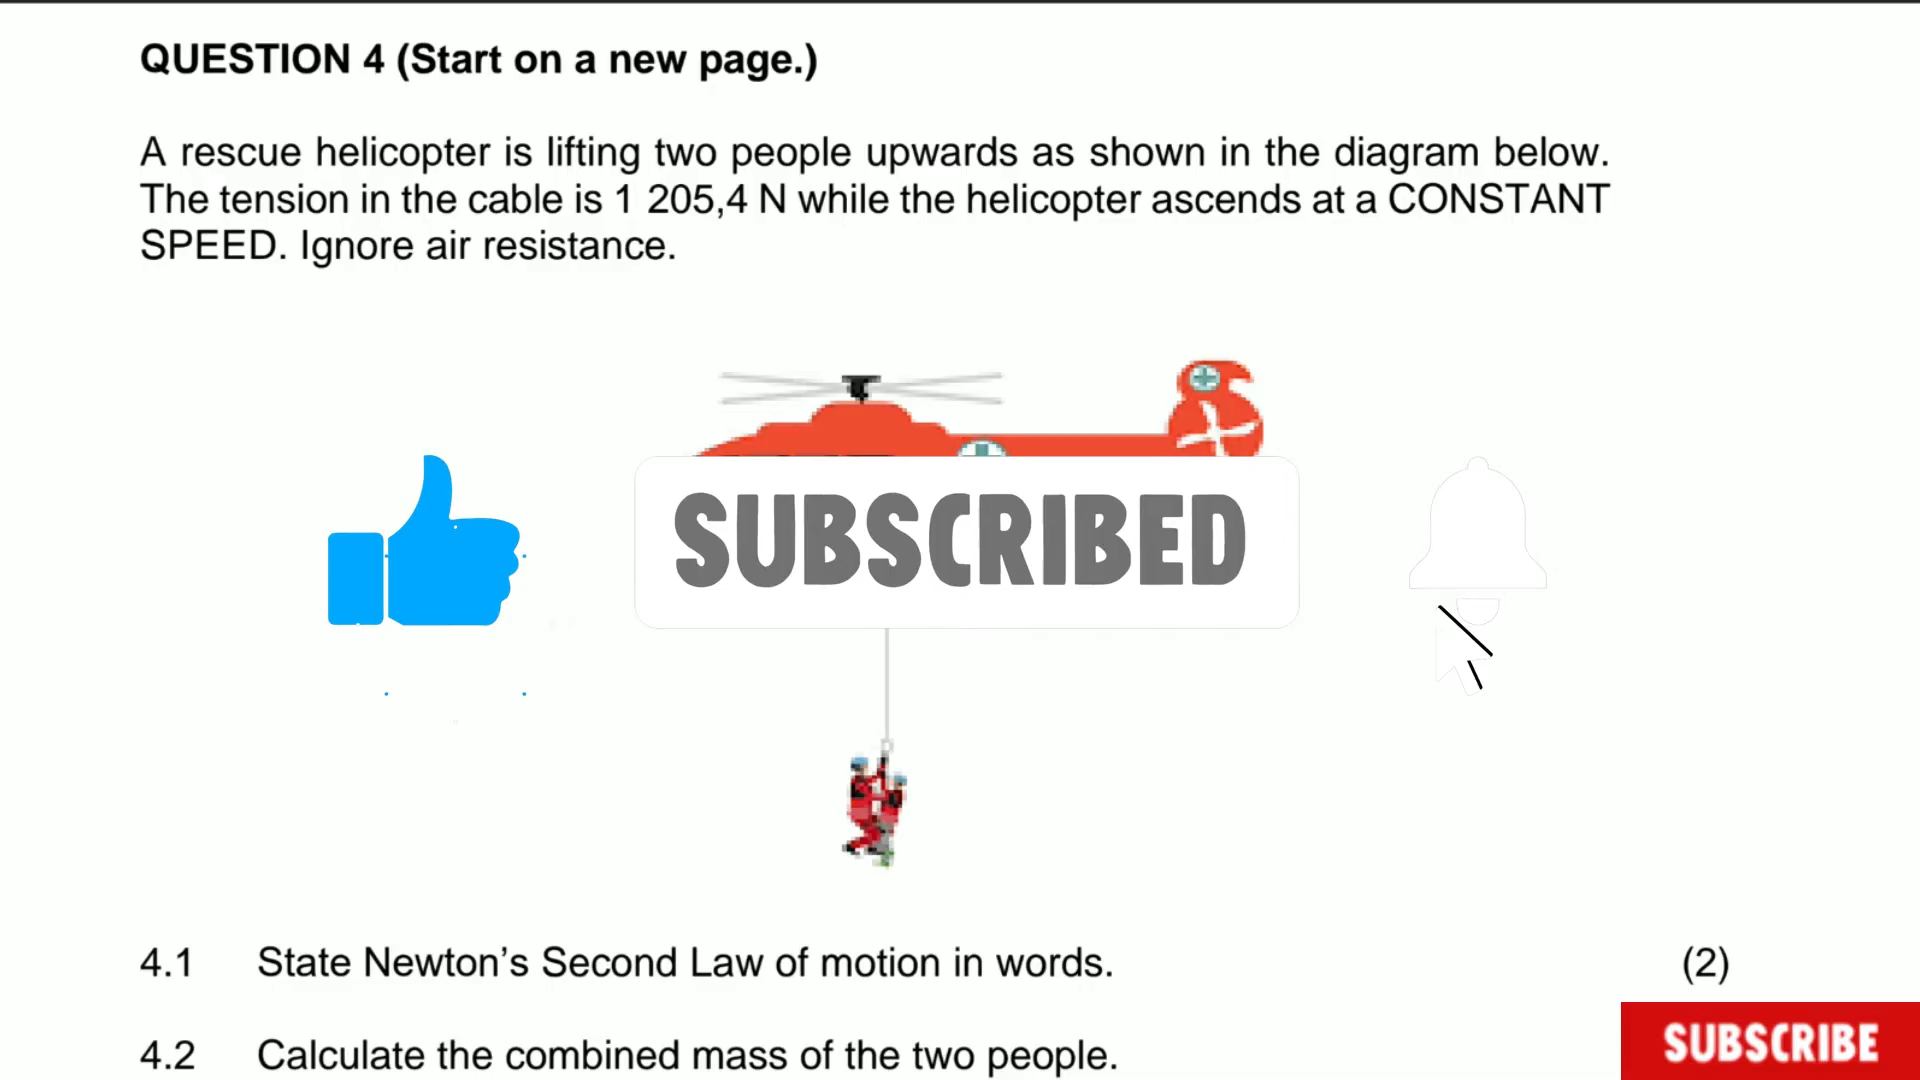 QUESTION 4 (Start on a new page.)
A rescue helicopter is lifting two people upwards as shown in the diagram below.
The tension in the cable is 1 205,4 N while the helicopter ascends at a CONSTANT
SPEED. Ignore air resistance.
SUBSCRIBED
4.1 State Newton’s Second Law of motion in words. (2)
4.2 Calculate the combined mass of the two people.
SUBSCRIBE